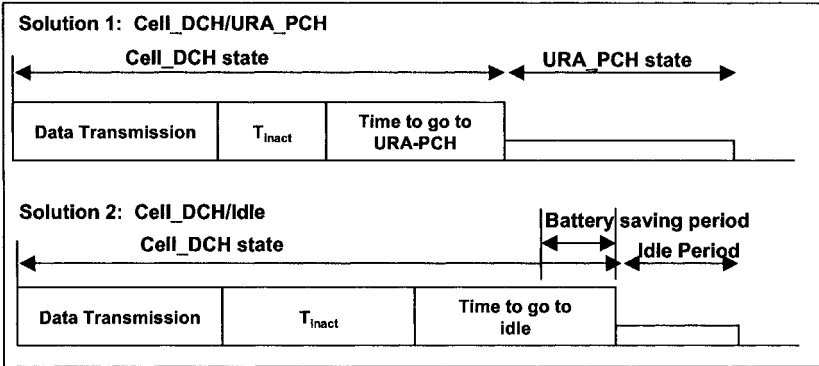 Solution 1: Cell_DCH/URA_PCH
Cell_DCH state
URA_PCH state
Data Transmission
Tinact
Time to go to
URA-PCH
Solution 2: Cell_DCH/Idle
Battery saving period
Cell_DCH state
Idle Period
Data Transmission
Tinact
Time to go to
idle